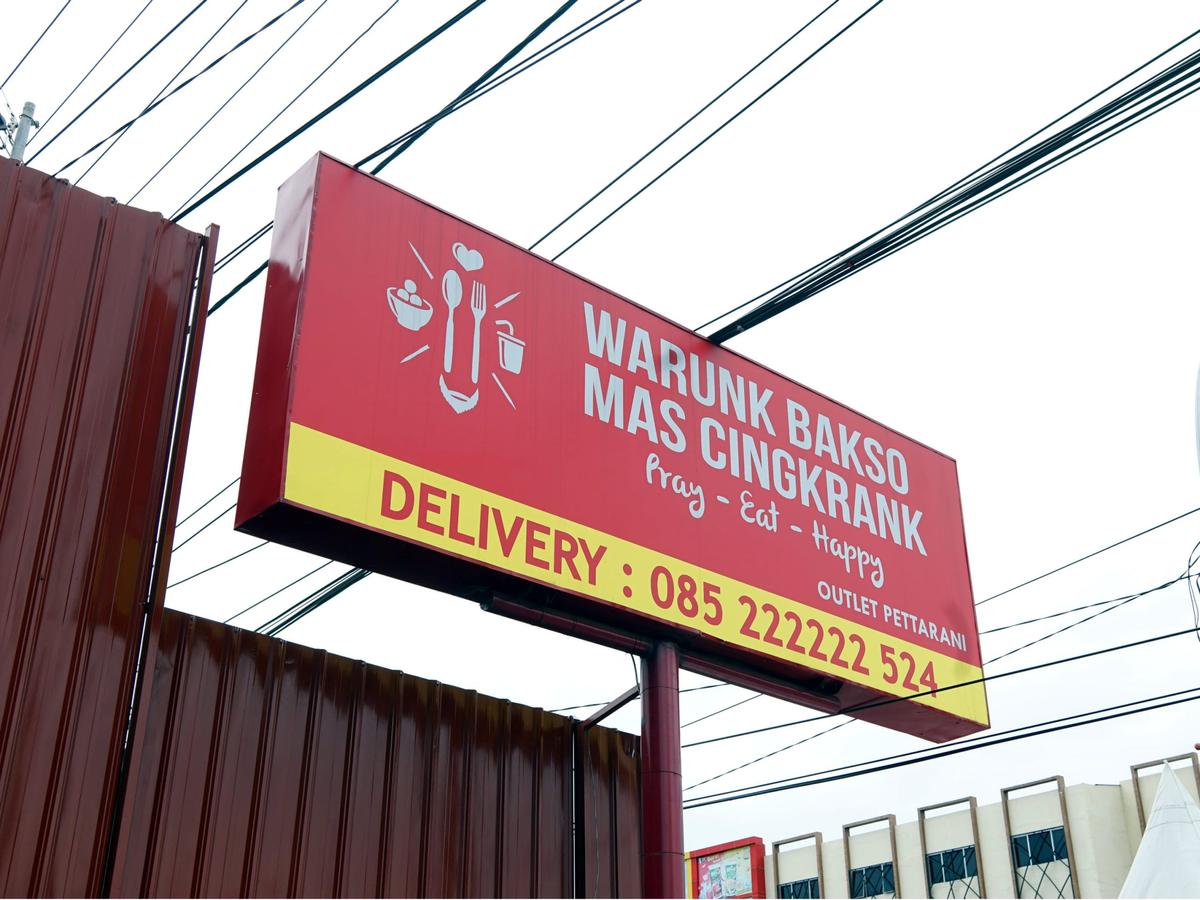 WARUNK BAKSO
MAS CINGKRANK
Pray - Eat - Happy
OUTLET PETTARANI
DELIVERY : 085 222222 524